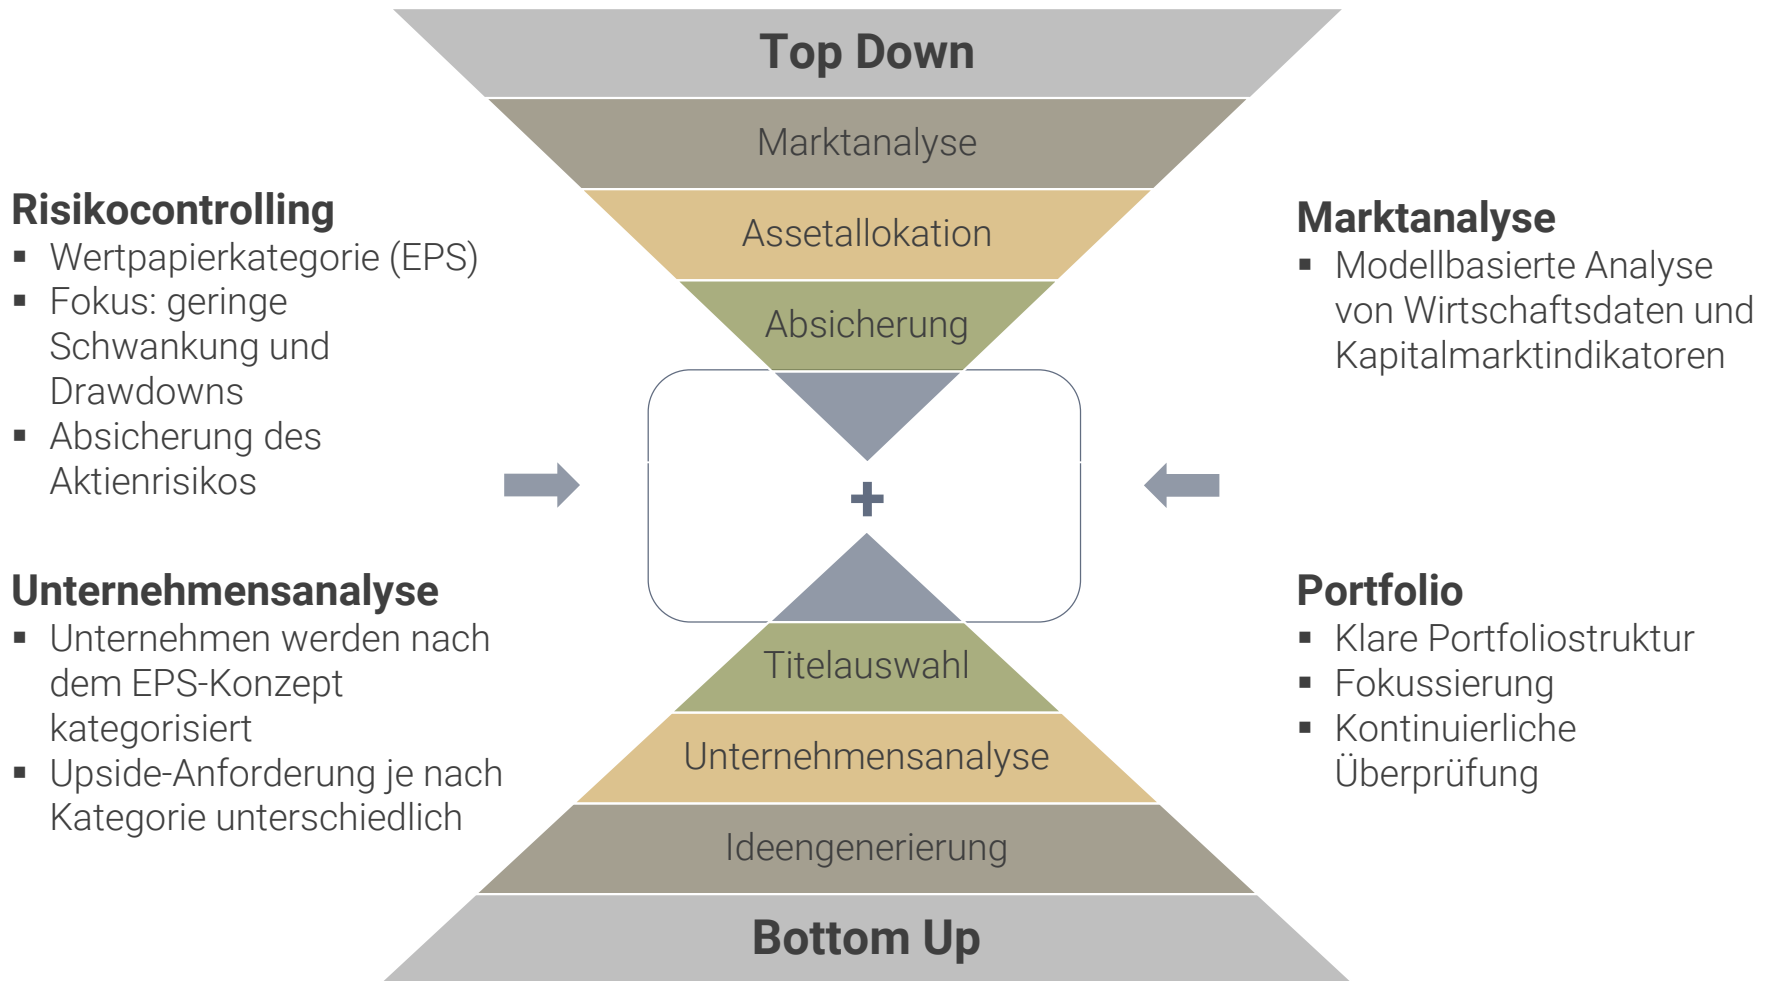 Top Down
Marktanalyse
Assetallokation
Absicherung
+
Titelauswahl
Unternehmensanalyse
Ideengenerierung
Bottom Up
Risikocontrolling
▪ Wertpapierkategorie (EPS)
▪ Fokus: geringe
Schwankung und
Drawdowns
▪ Absicherung des
Aktienrisikos
Unternehmensanalyse
▪ Unternehmen werden nach
dem EPS-Konzept
kategorisiert
▪ Upside-Anforderung je nach
Kategorie unterschiedlich
Marktanalyse
▪ Modellbasierte Analyse
von Wirtschaftsdaten und
Kapitalmarktindikatoren
Portfolio
▪ Klare Portfoliostruktur
▪ Fokussierung
▪ Kontinuierliche
Überprüfung